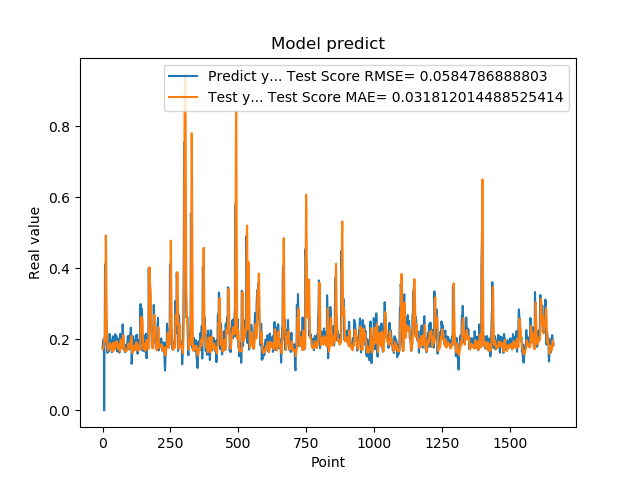 Model predict
Predict y... Test Score RMSE= 0.0584786888803
Test y... Test Score MAE= 0.031812014488525414
0.8
0.6
0.4
0.2
0.0
Real value
0 250 500 750 1000 1250 1500
Point